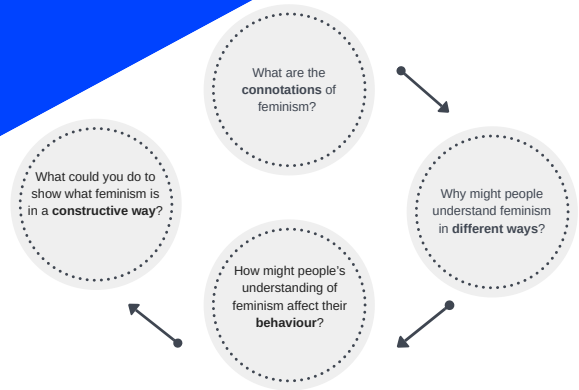 What are the
connotations of
feminism?
Why might people
understand feminism
in different ways?
How might people's
understanding of
feminism affect their
behaviour?
What could you do to
show what feminism is
in a constructive way?